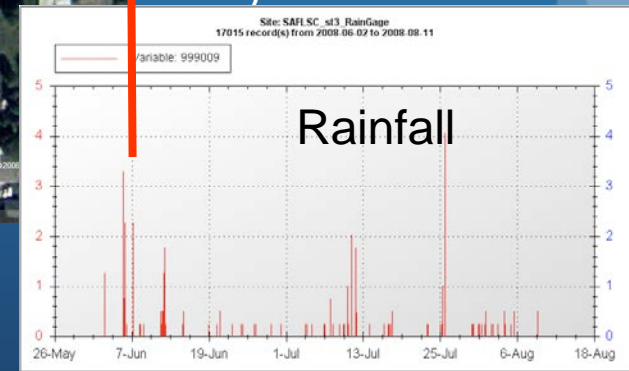 Site: SAFLSC_st3_RainGage
17015 record(s) from 2008-06-02 to 2008-08-11
Variable: 999009
Rainfall
5 5
4 4
3 3
2 2
1 1
0 0
26-May 7-Jun 19-Jun 1-Jul 13-Jul 25-Jul 6-Aug 18-Aug